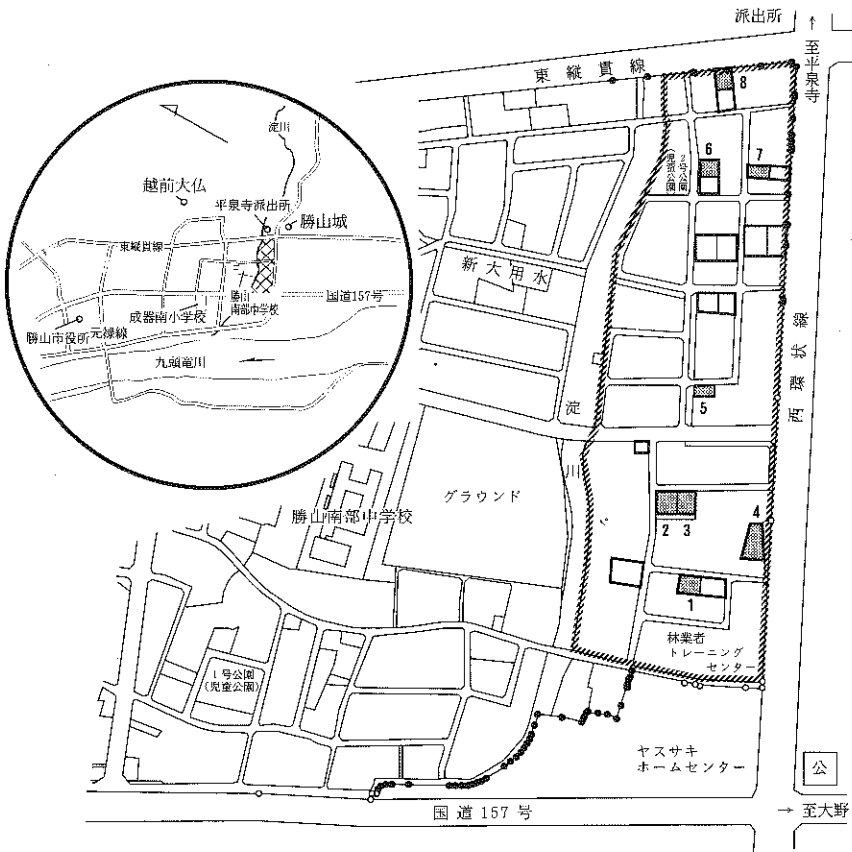 派出所
至平泉寺
東縦貫線
淀川
越前大仏
平泉寺派出所
勝山城
東縦貫線
国道157号
勝山
南部中学校
成器南小学校
勝山市役所
元禄線
九頭竜川
8
6
7
2号公園
(児童公園)
新大用水
西環状線
5
淀川
グラウンド
勝山南部中学校
4
2 3
1
林業者
トレーニング
センター
1号公園
(児童公園)
ヤスサキ
ホームセンター
公
国道157号
→至大野